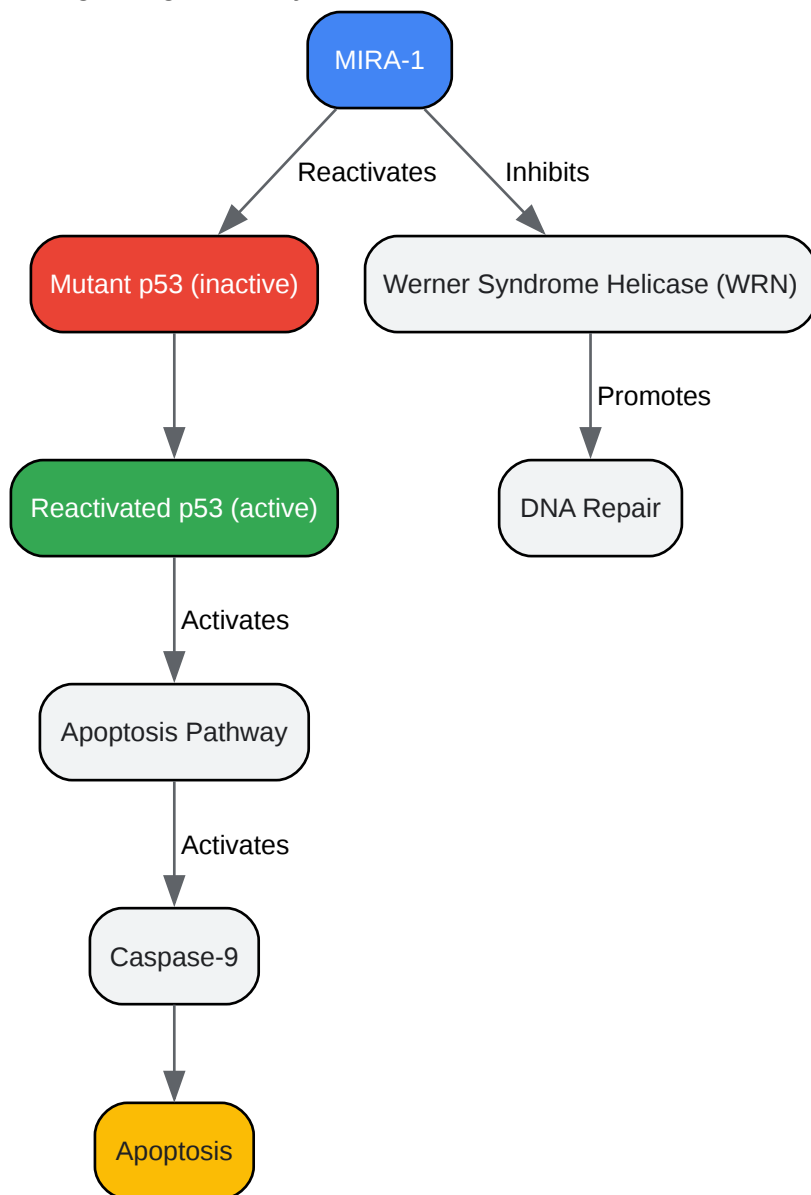 MIRA-1
Reactivates
Inhibits
Mutant p53 (inactive)
Werner Syndrome Helicase (WRN)
Promotes
Reactivated p53 (active)
DNA Repair
Activates
Apoptosis Pathway
Activates
Caspase-9
Apoptosis